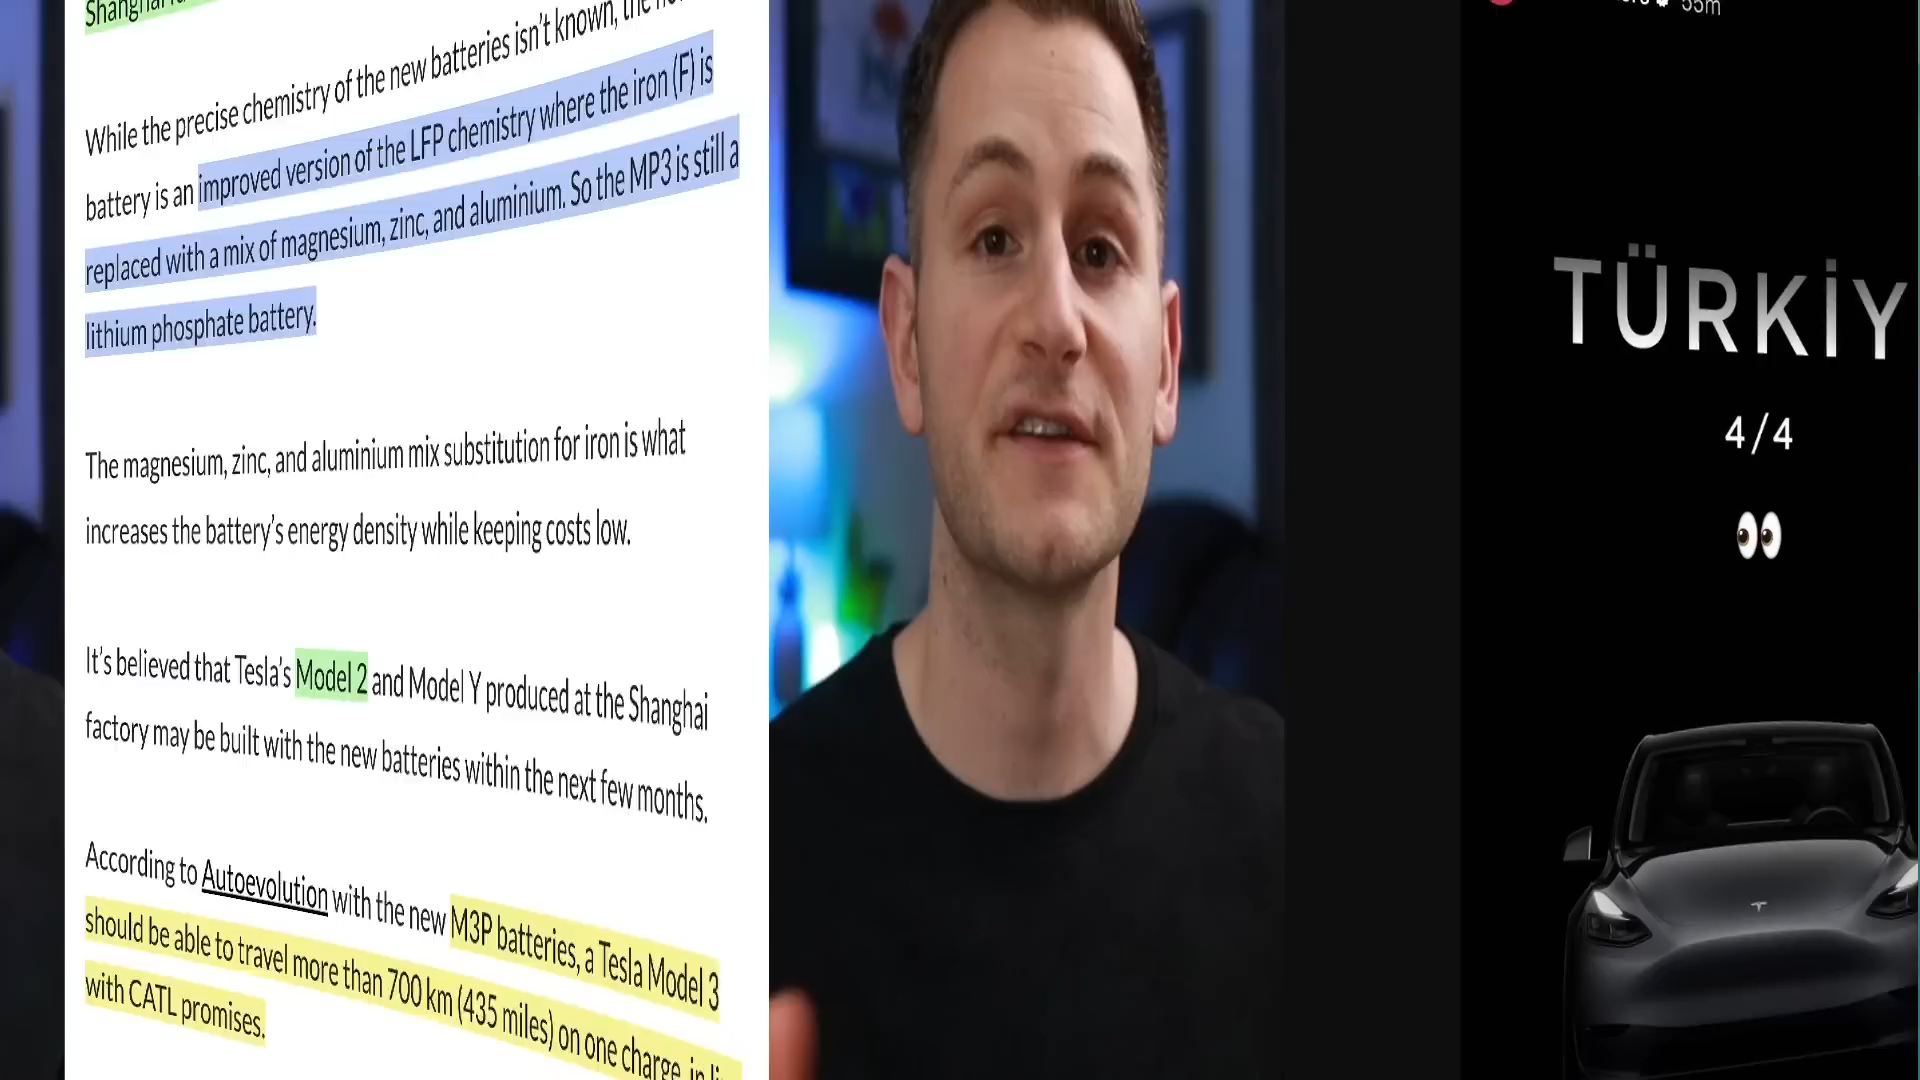 Shanghai
While the precise chemistry of the new batteries isn't known, the
battery is an improved version of the LFP chemistry where the iron (F) is
replaced with a mix of magnesium, zinc, and aluminium. So the MP3 is still a
lithium phosphate battery.
The magnesium, zinc, and aluminium mix substitution for iron is what
increases the battery's energy density while keeping costs low.
It's believed that Tesla's Model 2 and Model Y produced at the Shanghai
factory may be built with the new batteries within the next few months.
According to Autoevolution with the new M3P batteries, a Tesla Model 3
should be able to travel more than 700 km (435 miles) on one charge, in
with CATL promises.
55m
TÜRKİY
4/4